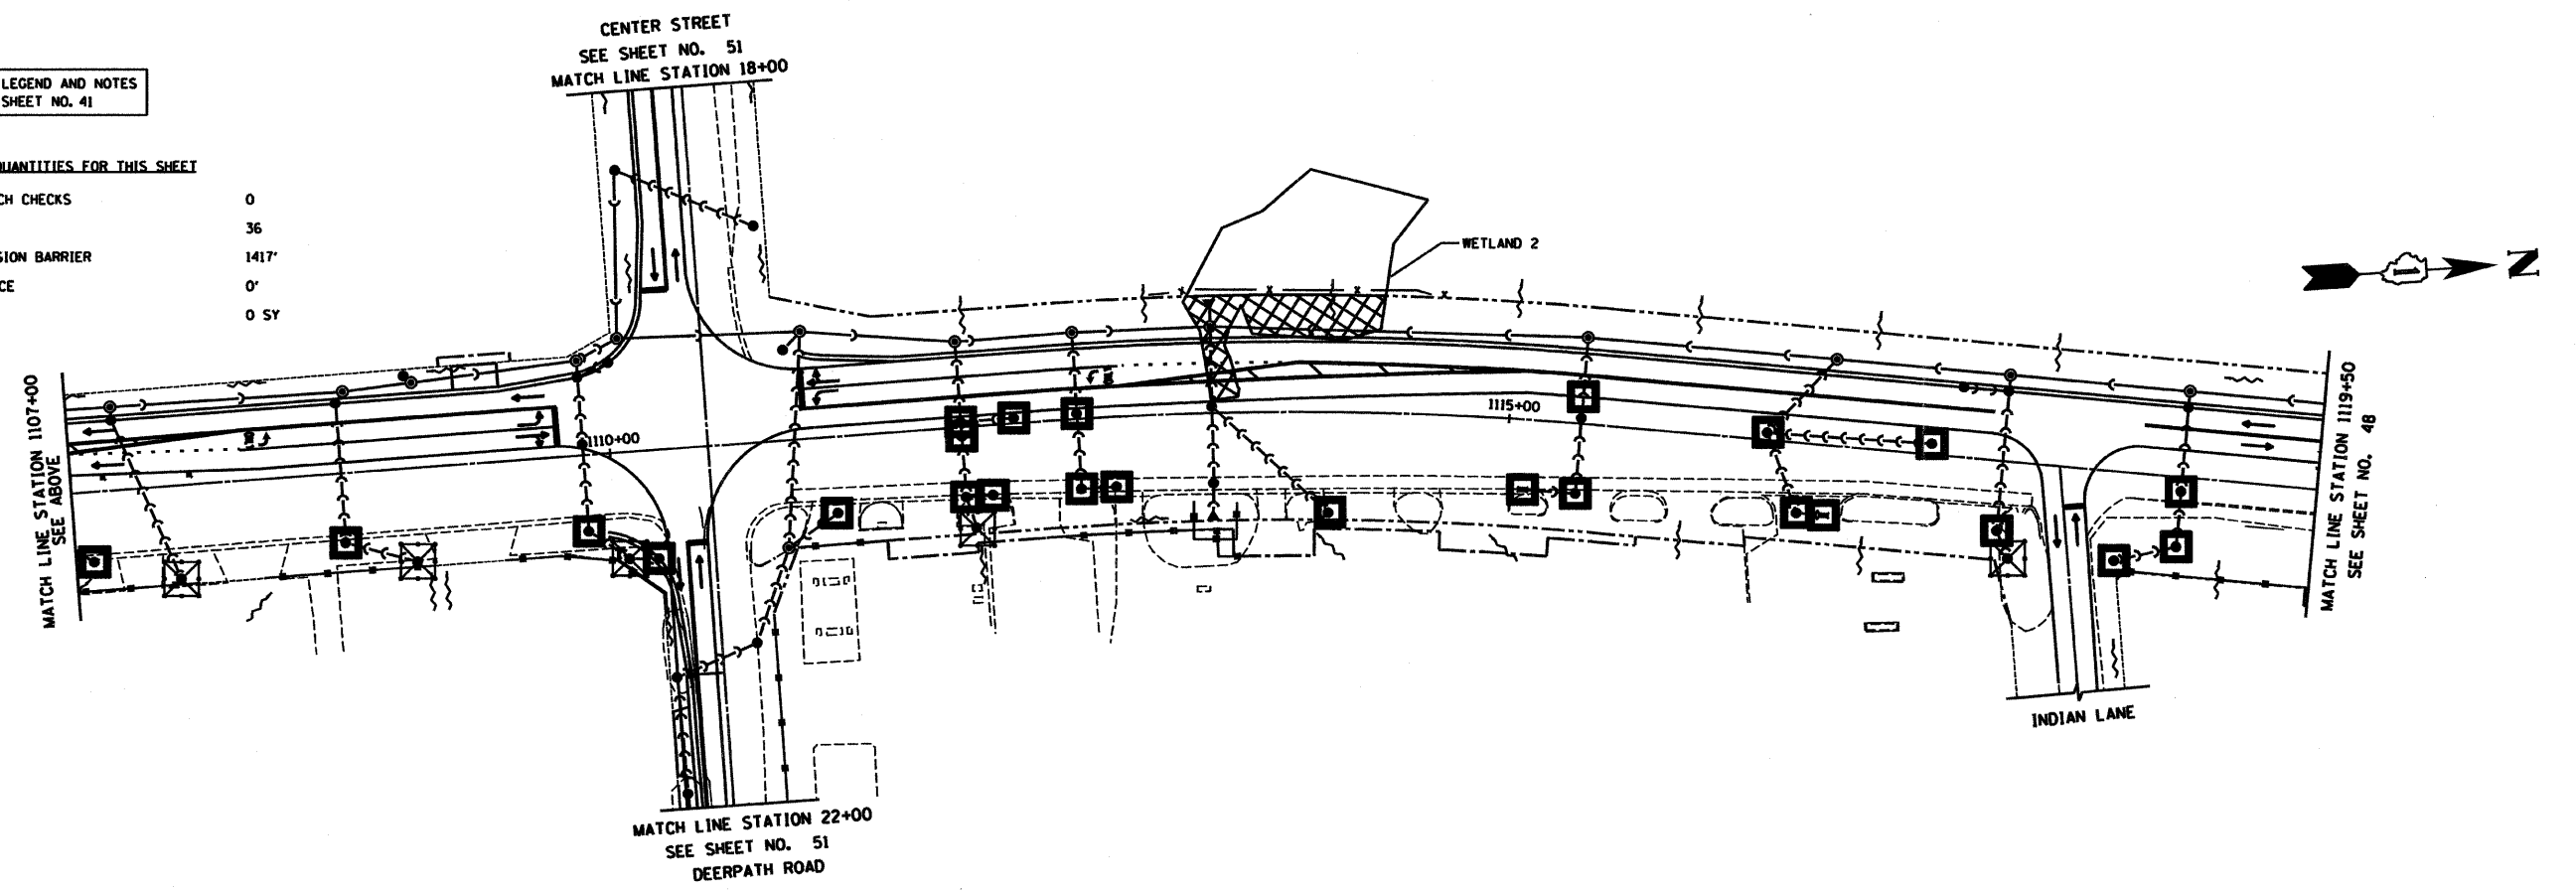 CENTER STREET
SEE SHEET NO. 51
MATCH LINE STATION 18+00
LEGEND AND NOTES
SHEET NO. 41
QUANTITIES FOR THIS SHEET
CH CHECKS 0
36
SION BARRIER 1417'
CE 0'
0 SY
WETLAND 2
N
MATCH LINE STATION 1107+00
SEE ABOVE
1110+00
1115+00
MATCH LINE STATION 1119+50
SEE SHEET NO. 48
INDIAN LANE
MATCH LINE STATION 22+00
SEE SHEET NO. 51
DEERPATH ROAD